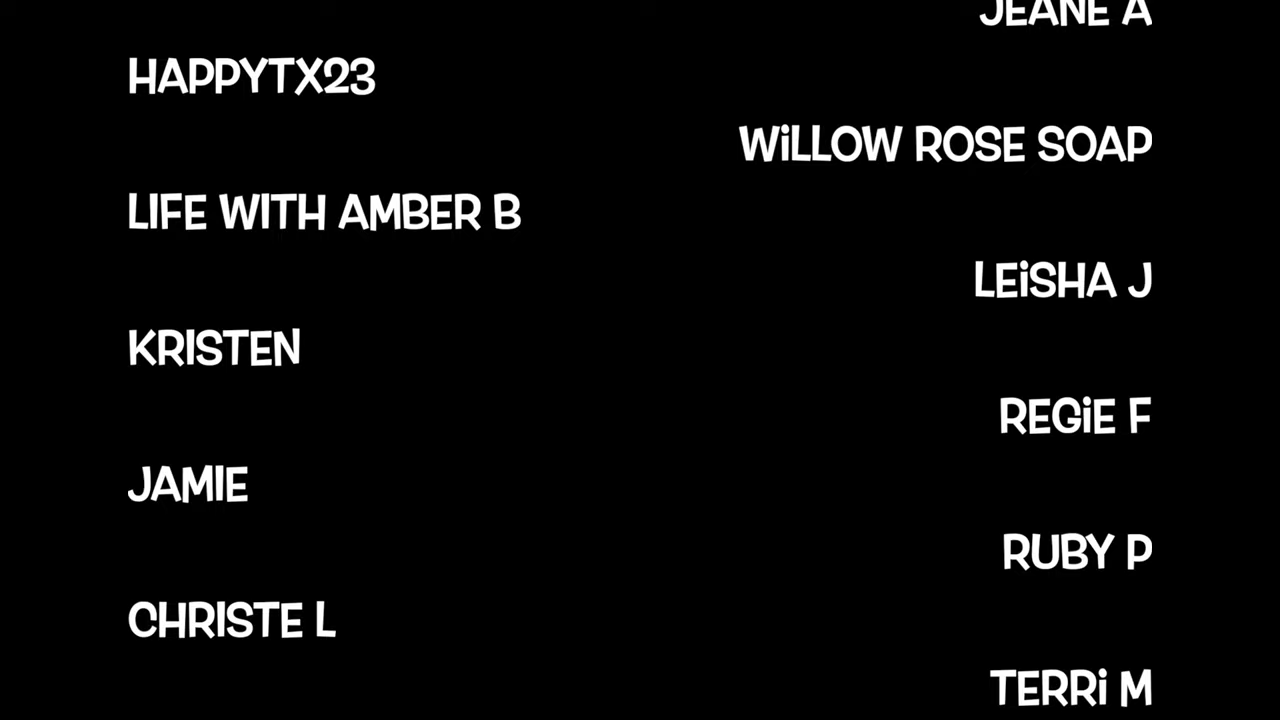 JEANE A
HAPPYTX23
WiLLOW ROSE SOAP
LIFE WITH AMBER B
LEiSHA J
KRISTEN
REGiE F
JAMIE
RUBY P
CHRISTE L
TERRi M